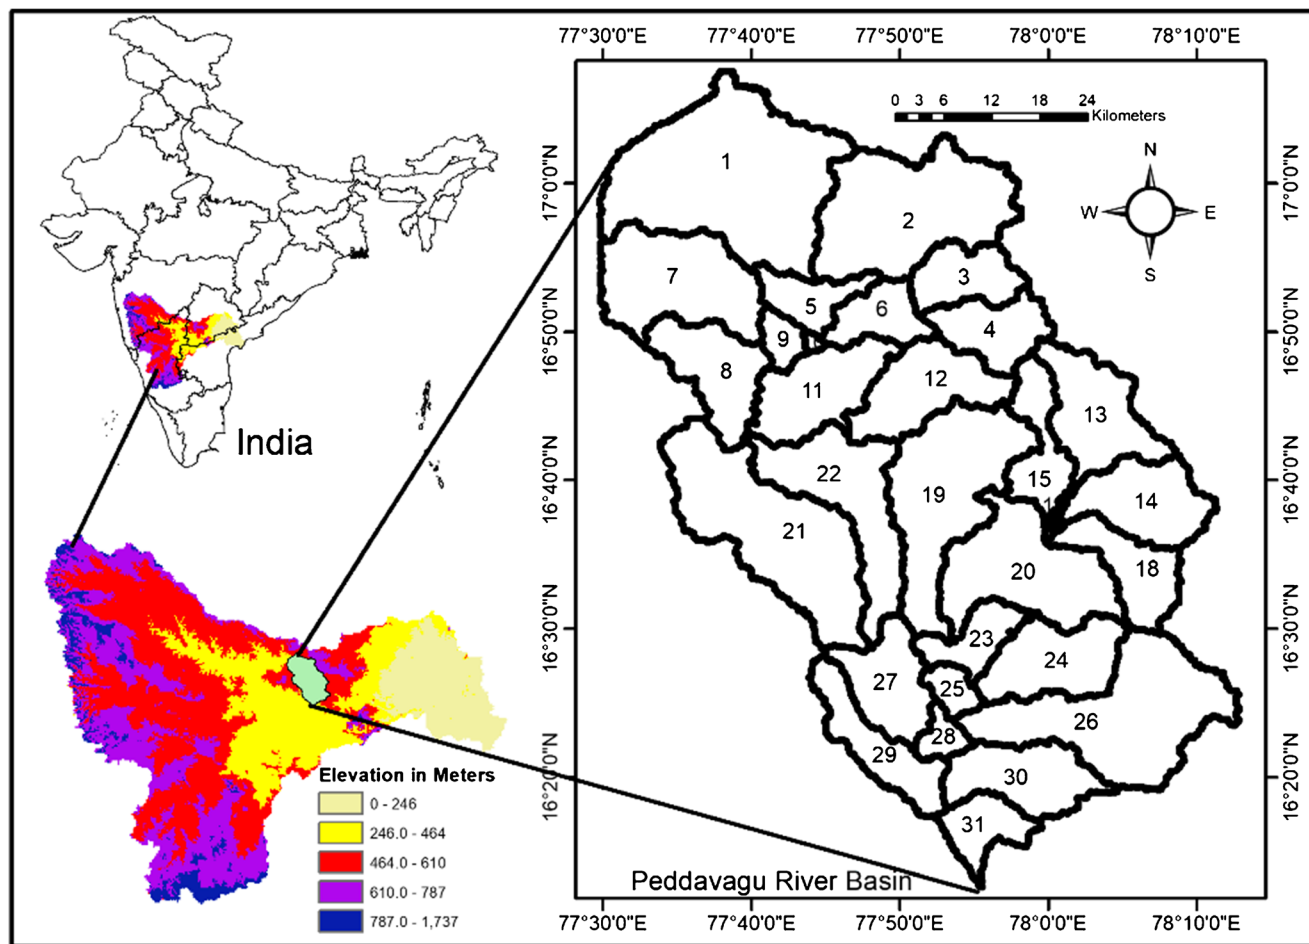 77°30'0"E 77°40'0"E 77°50'0"E 78°0'0"E 78°10'0"E
0 3 6 12 18 24
Kilometers
N
W E
S
17°0'0"N 17°0'0"N
16°50'0"N 16°50'0"N
16°40'0"N 16°40'0"N
16°30'0"N 16°30'0"N
16°20'0"N 16°20'0"N
1
2
7
3
5
6
4
9
8
12
11
13
22
15
19
1
14
21
20
18
23
24
27
25
26
28
29
30
31
Peddavagu River Basin
77°30'0"E 77°40'0"E 77°50'0"E 78°0'0"E 78°10'0"E
India
Elevation in Meters
0 - 246
246.0 - 464
464.0 - 610
610.0 - 787
787.0 - 1,737